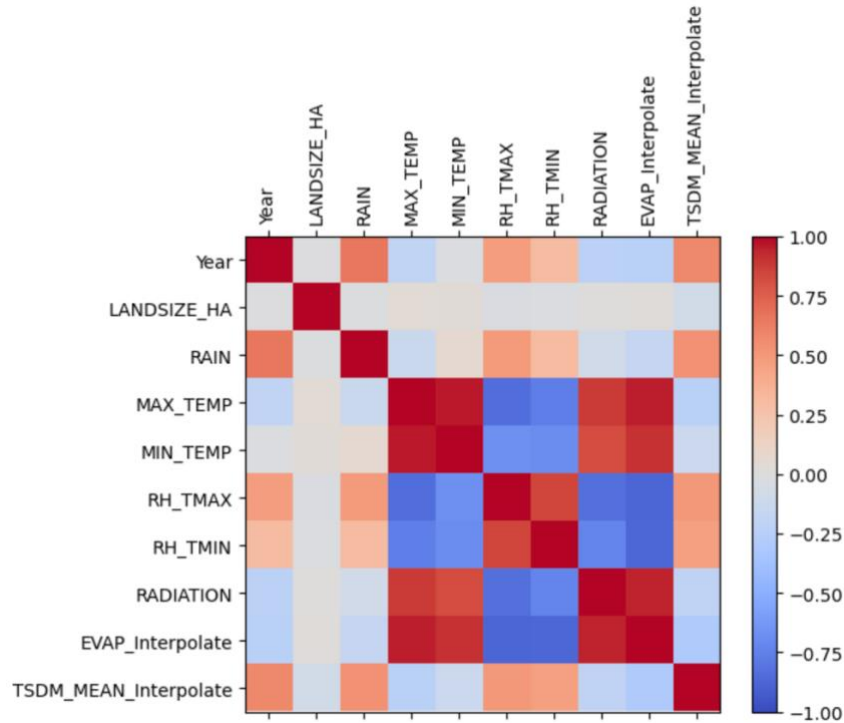 Year
LANDSIZE_HA
RAIN
MAX_TEMP
MIN_TEMP
RH_TMAX
RH_TMIN
RADIATION
EVAP_Interpolate
TSDM_MEAN_Interpolate
Year
LANDSIZE_HA
RAIN
MAX_TEMP
MIN_TEMP
RH_TMAX
RH_TMIN
RADIATION
EVAP_Interpolate
TSDM_MEAN_Interpolate
1.00
0.75
0.50
0.25
0.00
−0.25
−0.50
−0.75
−1.00